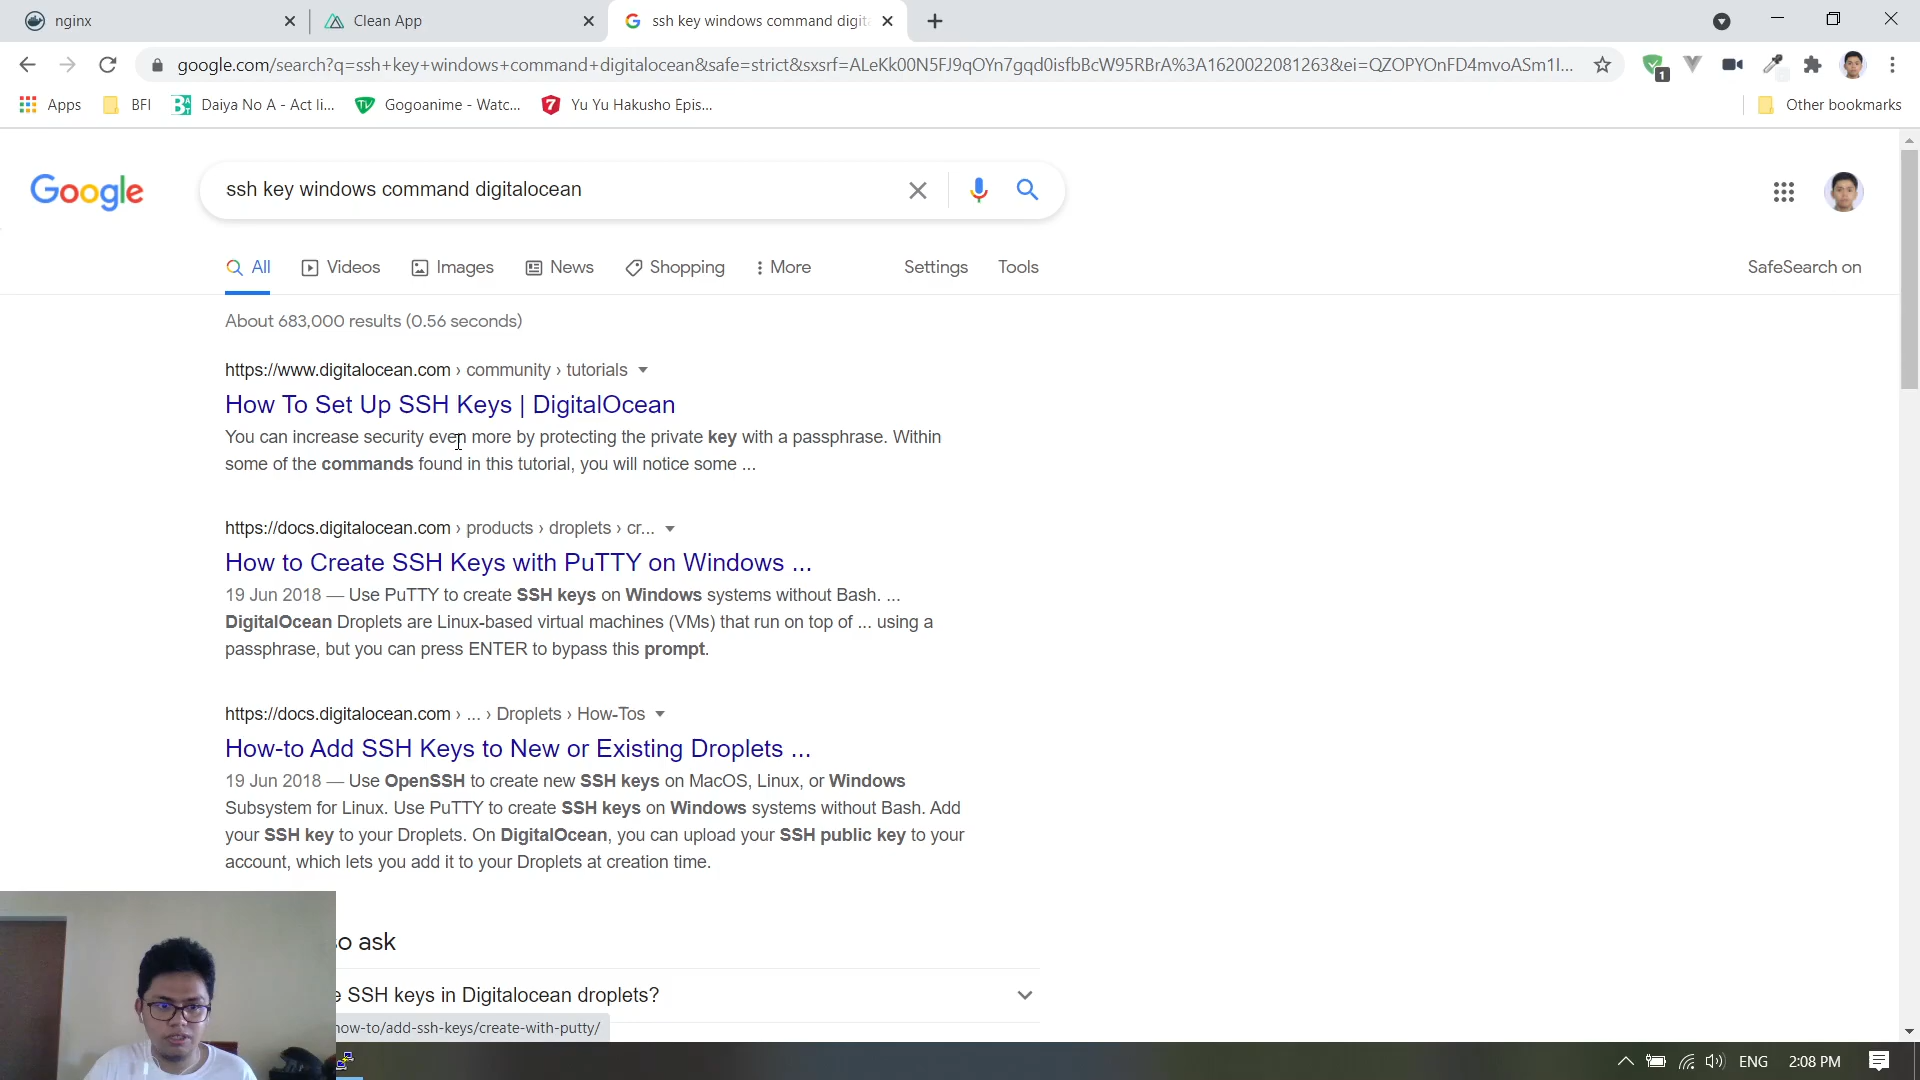 nginx
Clean App
ssh key windows command digit
google.com/search?q=ssh+key+windows+command+digitalocean&safe=strict&sxsrf=ALeKk00N5FJ9qOYn7gqd0isfbBcW95RBrA%3A1620022081263&ei=QZOPYOnFD4mvoASm1I...
1
Apps
BFI
Daiya No A - Act li...
Gogoanime - Watc...
Yu Yu Hakusho Epis...
Other bookmarks
Google
ssh key windows command digitalocean
All
Videos
Images
News
Shopping
More
Settings
Tools
SafeSearch on
About 683,000 results (0.56 seconds)
https://www.digitalocean.com › community › tutorials
How To Set Up SSH Keys | DigitalOcean
You can increase security even more by protecting the private key with a passphrase. Within
some of the commands found in this tutorial, you will notice some ...
https://docs.digitalocean.com › products › droplets › cr...
How to Create SSH Keys with PuTTY on Windows ...
19 Jun 2018 — Use PuTTY to create SSH keys on Windows systems without Bash. ...
DigitalOcean Droplets are Linux-based virtual machines (VMs) that run on top of ... using a
passphrase, but you can press ENTER to bypass this prompt.
https://docs.digitalocean.com › ... › Droplets › How-Tos
How-to Add SSH Keys to New or Existing Droplets ...
19 Jun 2018 — Use OpenSSH to create new SSH keys on MacOS, Linux, or Windows
Subsystem for Linux. Use PuTTY to create SSH keys on Windows systems without Bash. Add
your SSH key to your Droplets. On DigitalOcean, you can upload your SSH public key to your
account, which lets you add it to your Droplets at creation time.
so ask
e SSH keys in Digitalocean droplets?
how-to/add-ssh-keys/create-with-putty/
ENG
2:08 PM